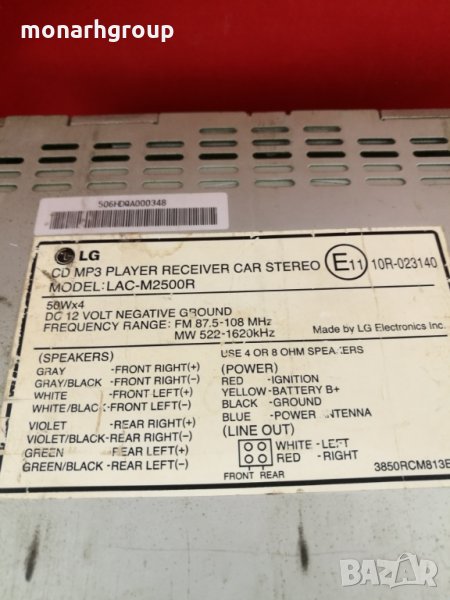 monarhgroup
506HDQA000348
LG
CD MP3 PLAYER RECEIVER CAR STEREO
MODEL: LAC-M2500R
E11 10R-023140
50Wx4
DC 12 VOLT NEGATIVE GROUND
FREQUENCY RANGE: FM 87.5-108 MHz
MW 522-1620kHz
Made by LG Electronics Inc.
USE 4 OR 8 OHM SPEAKERS
(SPEAKERS)
GRAY -FRONT RIGHT(+)
GRAY/BLACK -FRONT RIGHT(-)
WHITE -FRONT LEFT(+)
WHITE/BLACK-FRONT LEFT(-)
VIOLET -REAR RIGHT(+)
VIOLET/BLACK-REAR RIGHT(-)
GREEN -REAR LEFT(+)
GREEN/BLACK-REAR LEFT(-)
(POWER)
RED -IGNITION
YELLOW-BATTERY B+
BLACK -GROUND
BLUE -POWER ANTENNA
(LINE OUT)
WHITE -LEFT
RED -RIGHT
FRONT REAR
3850RCM813E
BAZAR